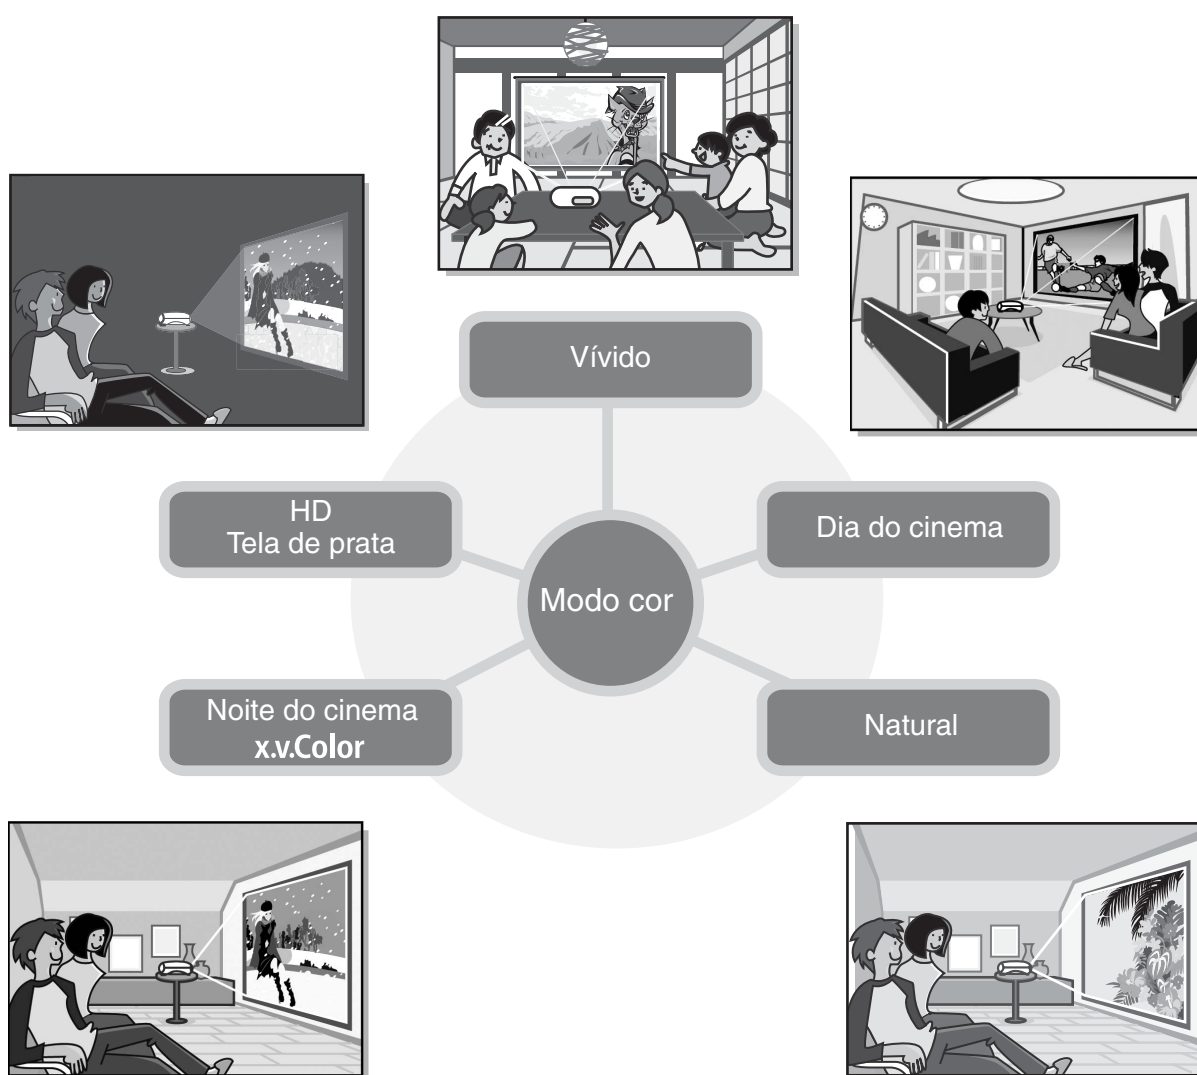 Vívido
HD
Tela de prata
Dia do cinema
Modo cor
Noite do cinema
x.v.Color
Natural